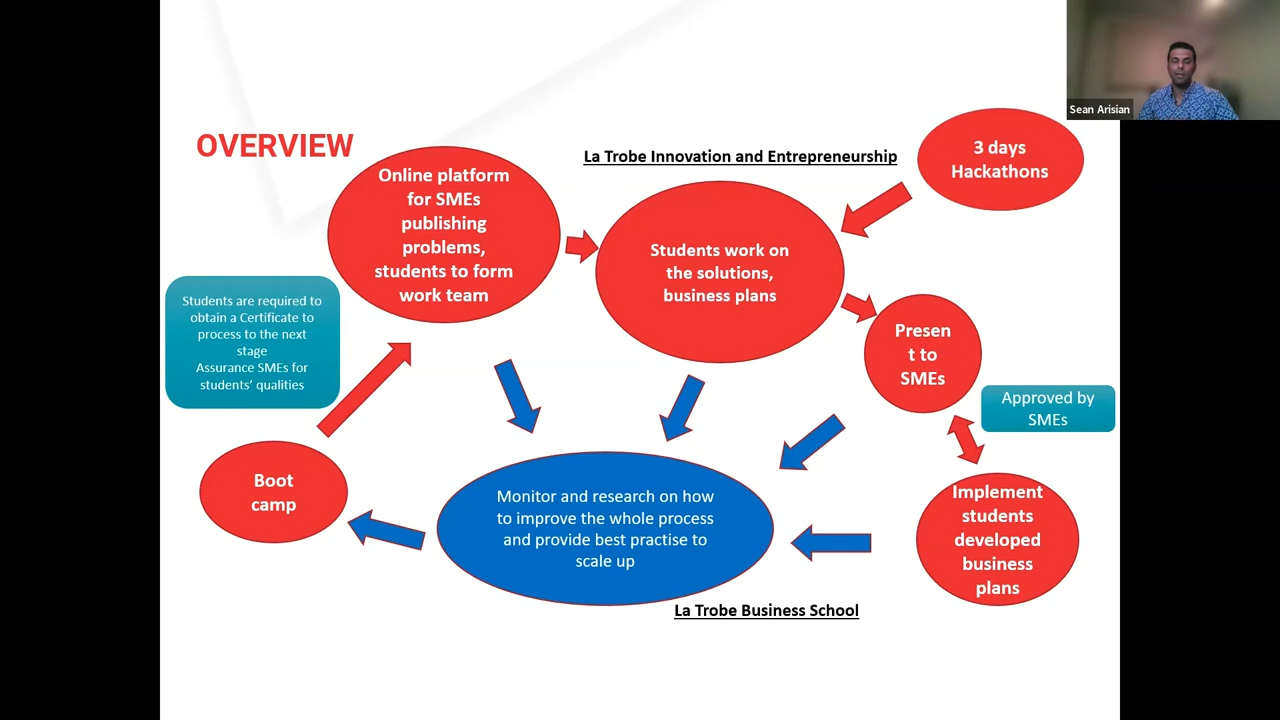 Sean Arisian
OVERVIEW
La Trobe Innovation and Entrepreneurship
3 days
Hackathons
Online platform
for SMEs
publishing
problems,
students to form
work team
Students work on
the solutions,
business plans
Students are required to
obtain a Certificate to
process to the next
stage
Assurance SMEs for
students’ qualities
Presen
t to
SMEs
Approved by
SMEs
Boot
camp
Monitor and research on how
to improve the whole process
and provide best practise to
scale up
Implement
students
developed
business
plans
La Trobe Business School